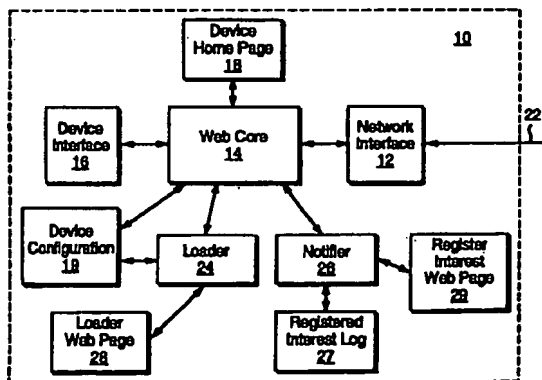 Device
Home Page
18
10
22
Device
Interface
16
Web Core
14
Network
Interface
12
Device
Configuration
19
Loader
24
Notifier
26
Register
Interest
Web Page
29
Loader
Web Page
28
Registered
Interest Log
27